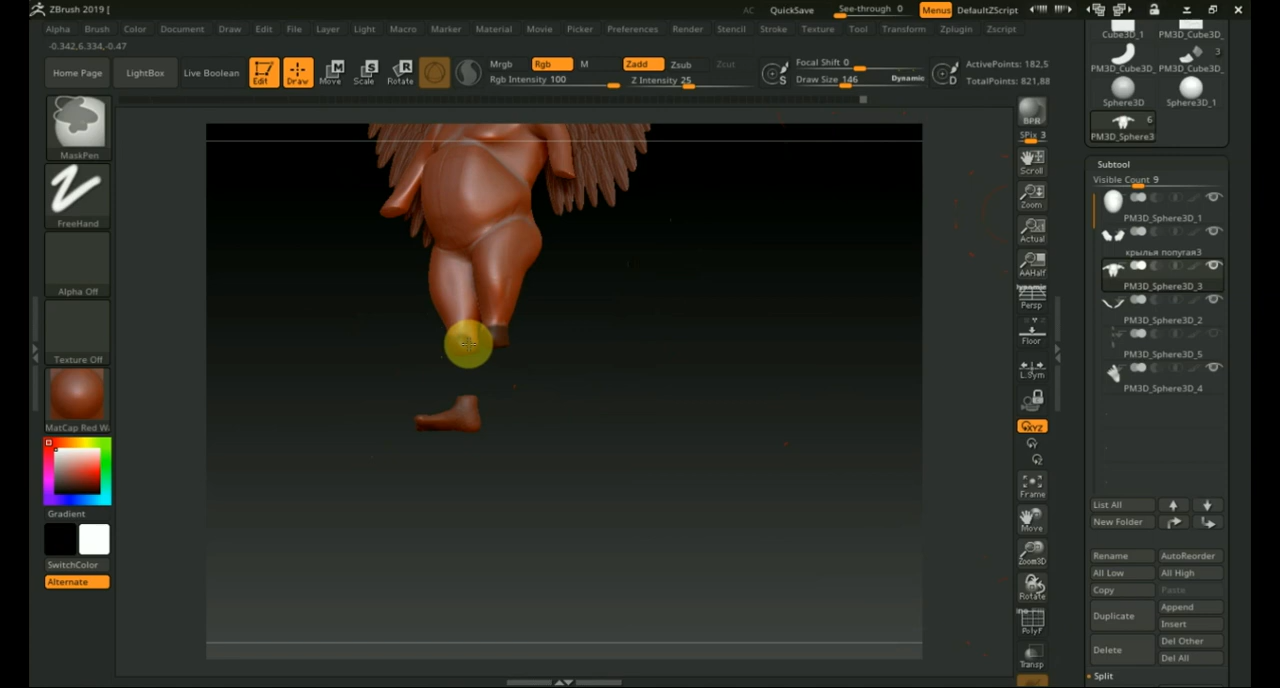 ZBrush 2019 [
AC QuickSave See-through 0 Menus DefaultZScript
Alpha Brush Color Document Draw Edit File Layer Light Macro Marker Material Movie Picker Preferences Render Stencil Stroke Texture Tool Transform Zplugin Zscript
-0.342,6.334,-0.47
Home Page LightBox Live Boolean Edit Draw Move Scale Rotate
Mrgb Rgb M Zadd Zsub Zcut
Rgb Intensity 100 Z Intensity 25
Focal Shift 0
Draw Size 146 Dynamic
ActivePoints: 182,5
TotalPoints: 821,88
MaskPen
FreeHand
Alpha Off
Texture Off
MatCap Red W
Gradient
SwitchColor
Alternate
BPR
SPix 3
Scroll
Zoom
Actual
AAHalf
Persp
Floor
L.Sym
XYZ
Frame
Move
Zoom3D
Rotate
PolyF
Transp
Cube3D_1 PM3D_Cube3D_
3
PM3D_Cube3D_ PM3D_Cube3D_
Sphere3D Sphere3D_1
6
PM3D_Sphere3
Subtool
Visible Count 9
PM3D_Sphere3D_1
крылья попугая3
PM3D_Sphere3D_3
PM3D_Sphere3D_2
PM3D_Sphere3D_5
PM3D_Sphere3D_4
List All
New Folder
Rename AutoReorder
All Low All High
Copy Paste
Duplicate Append
Insert
Delete Del Other
Del All
Split